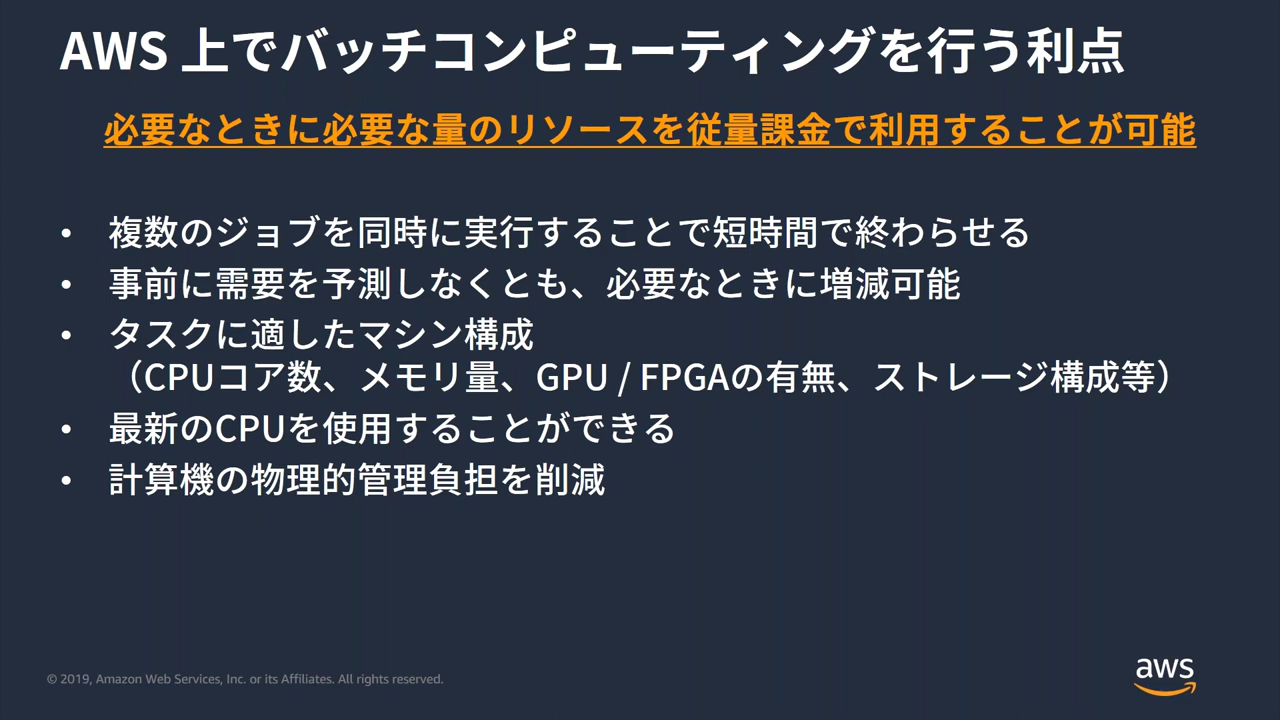 AWS 上でバッチコンピューティングを行う利点
必要なときに必要な量のリソースを従量課金で利用することが可能
• 複数のジョブを同時に実行することで短時間で終わらせる
• 事前に需要を予測しなくとも、必要なときに増減可能
• タスクに適したマシン構成
（CPUコア数、メモリ量、GPU / FPGAの有無、ストレージ構成等）
• 最新のCPUを使用することができる
• 計算機の物理的管理負担を削減
© 2019, Amazon Web Services, Inc. or its Affiliates. All rights reserved.
aws